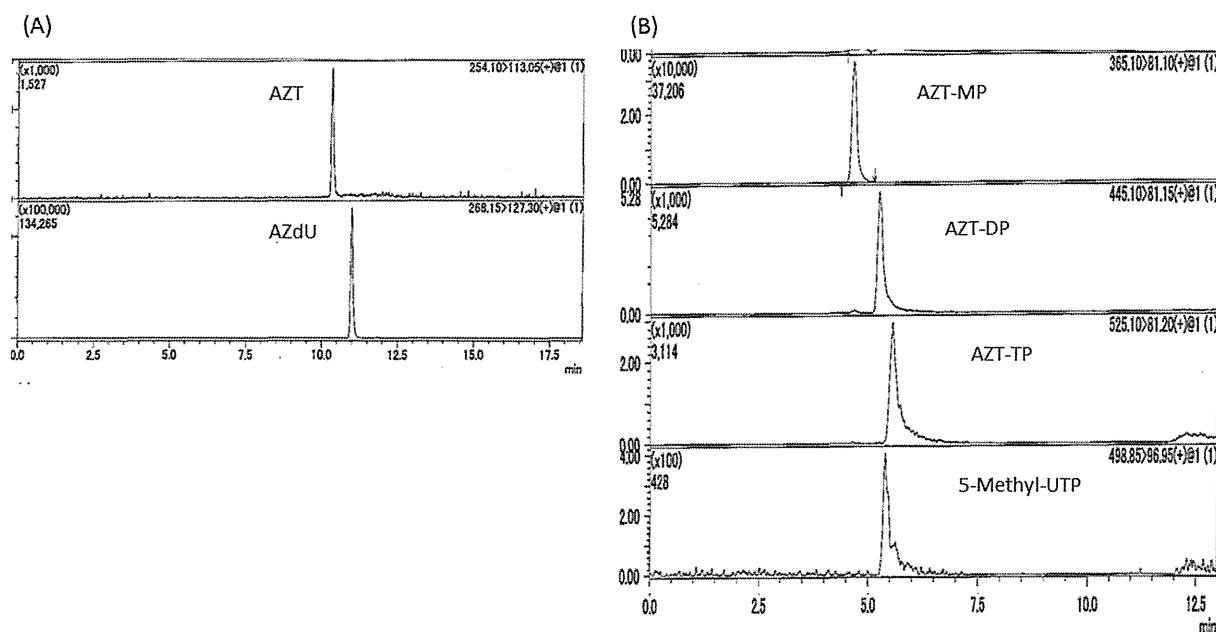 (A)
(x1,000)
254.10>113.05(+)@1 (1)
1,527
AZT
(x100,000)
268.15>127.30(+)@1 (1)
134,265
AZdU
0.0 2.5 5.0 7.5 10.0 12.5 15.0 17.5
min
(B)
0.00
(x10,000)
365.10>81.10(+)@1 (1)
37,206
AZT-MP
2.00
0.00
5.28
(x1,000)
445.10>81.15(+)@1 (1)
5,284
AZT-DP
0.00
(x1,000)
525.10>81.20(+)@1 (1)
3,114
AZT-TP
2.00
0.00
4.00
(x100)
498.85>96.95(+)@1 (1)
428
5-Methyl-UTP
2.00
0.00
0.0 2.5 5.0 7.5 10.0 12.5
min